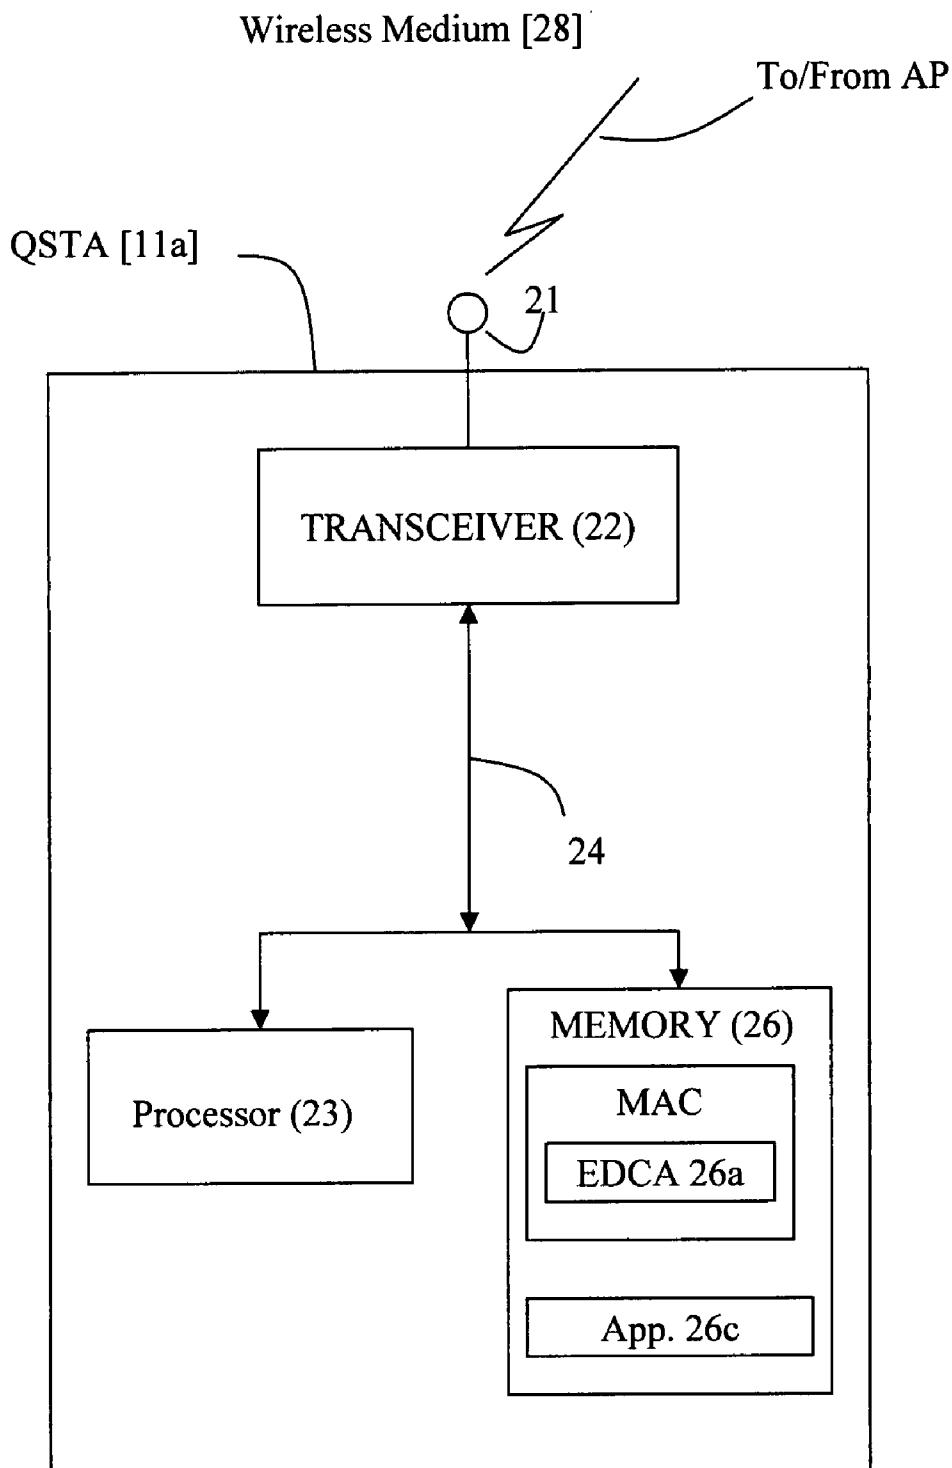 Wireless Medium [28]
To/From AP
QSTA [11a]
21
TRANSCEIVER (22)
24
MEMORY (26)
MAC
Processor (23)
EDCA 26a
App. 26c